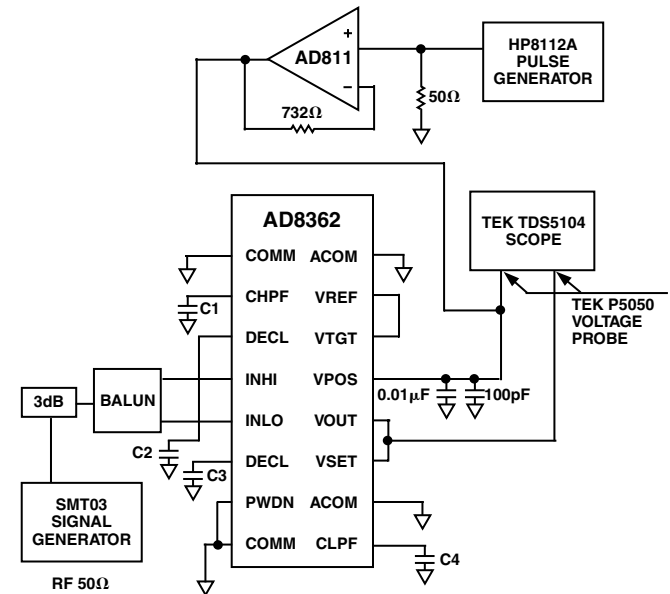 +
AD811
−
HP8112A
PULSE
GENERATOR
732Ω
50Ω
AD8362
COMM ACOM
CHPF VREF
C1
DECL VTGT
INHI VPOS
INLO VOUT
DECL VSET
PWDN ACOM
COMM CLPF
TEK TDS5104
SCOPE
TEK P5050
VOLTAGE
PROBE
0.01μF
100pF
3dB
BALUN
C2
C3
SMT03
SIGNAL
GENERATOR
RF 50Ω
C4